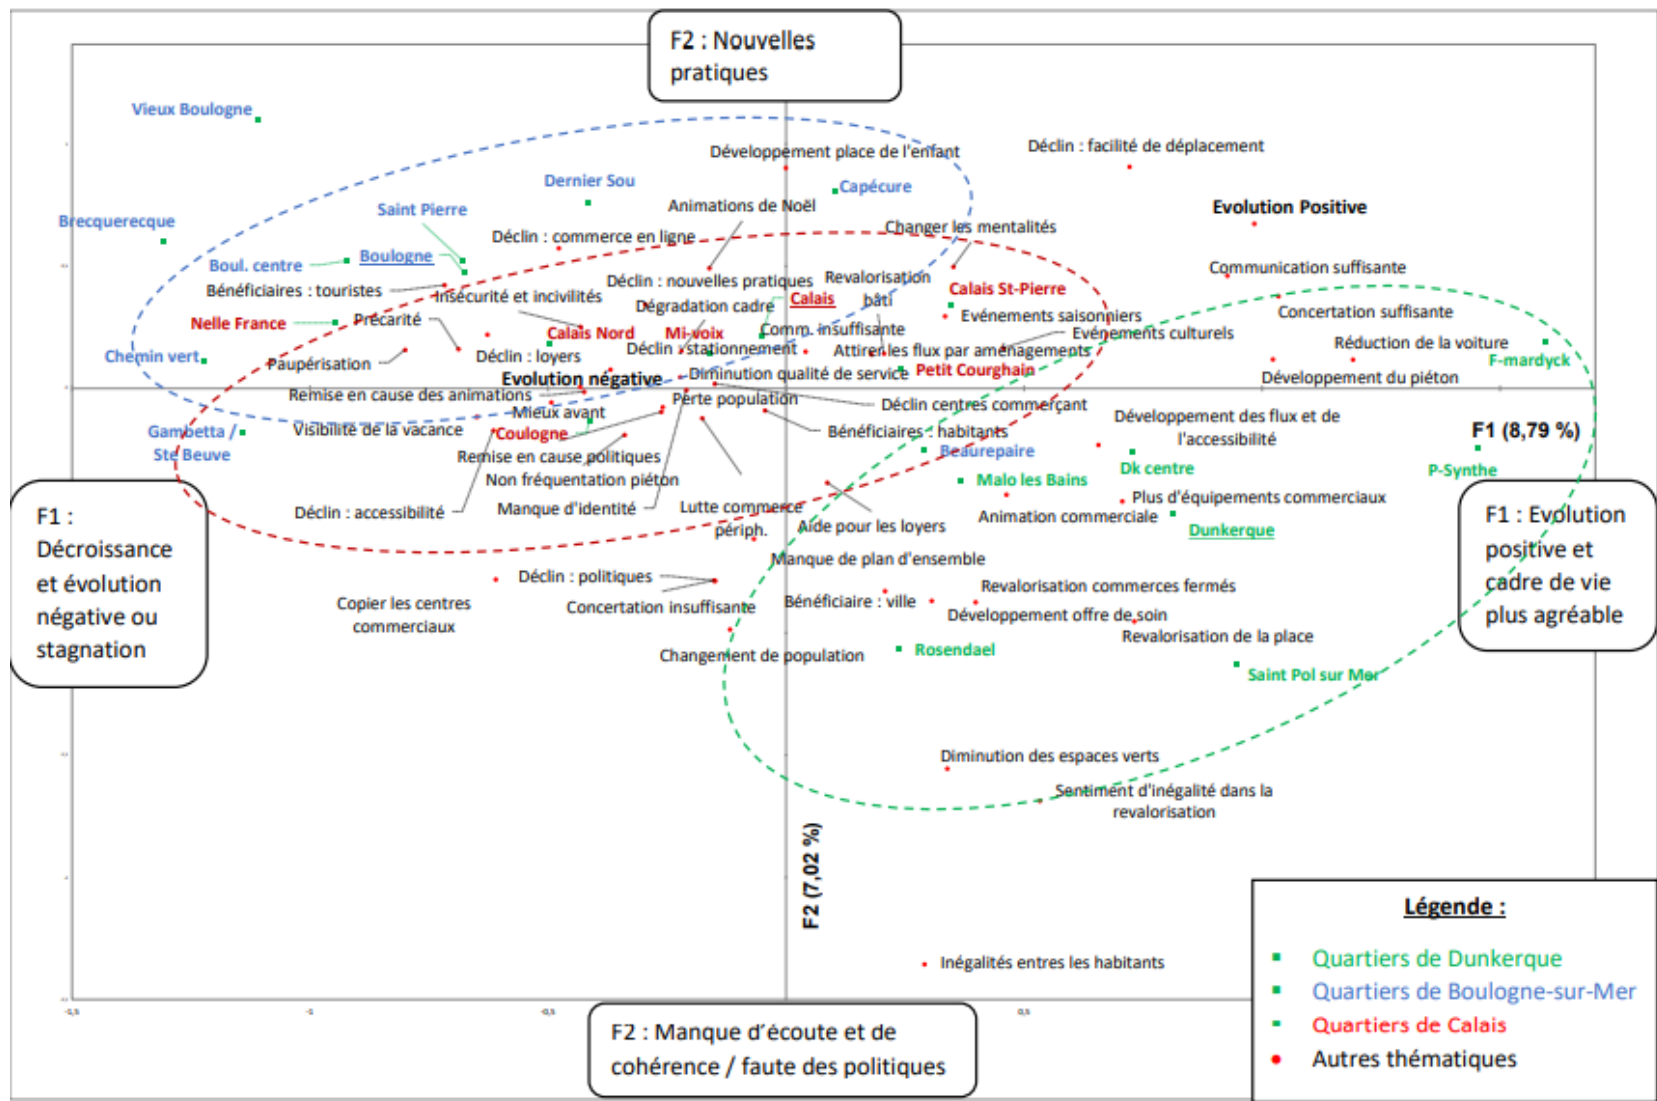 F2 : Nouvelles
pratiques
Vieux Boulogne
Développement place de l'enfant
Déclin : facilité de déplacement
Dernier Sou
Capécure
Saint Pierre
Animations de Noël
Evolution Positive
Brecquerecque
Changer les mentalités
Déclin : commerce en ligne
Boul. centre
Boulogne
Communication suffisante
Bénéficiaires : touristes
Insécurité et incivilités
Déclin : nouvelles pratiques
Revalorisation
bâti
Calais
Calais St-Pierre
Dégradation cadre
Concertation suffisante
Nelle France
Précarité
Evénements saisonniers
Calais Nord
Mi-voix
Comm. insuffisante
Evénements culturels
Réduction de la voiture
Chemin vert
Paupérisation
Déclin : loyers
Déclin : stationnement
Attirer les flux par aménagements
F-mardyck
Evolution négative
Diminution qualité de service
Petit Courghain
Développement du piéton
Remise en cause des animations
Perte population
Déclin centres commerçant
Mieux avant
Visibilité de la vacance
Coulogne
Bénéficiaires : habitants
Développement des flux et de
l'accessibilité
F1 (8,79 %)
Gambetta /
Ste Beuve
Remise en cause politiques
Beaurepaire
Dk centre
P-Synthe
Non fréquentation piéton
Malo les Bains
Déclin : accessibilité
Manque d'identité
Lutte commerce
périph.
Aide pour les loyers
Animation commerciale
Plus d'équipements commerciaux
Dunkerque
F1 :
Décroissance
et évolution
négative ou
stagnation
F1 : Evolution
positive et
cadre de vie
plus agréable
Manque de plan d'ensemble
Déclin : politiques
Copier les centres
commerciaux
Concertation insuffisante
Bénéficiaire : ville
Revalorisation commerces fermés
Développement offre de soin
Revalorisation de la place
Changement de population
Rosendael
Saint Pol sur Mer
Diminution des espaces verts
Sentiment d'inégalité dans la
revalorisation
F2 (7,02 %)
Inégalités entres les habitants
-1,5
-1
-0,5
0,5
F2 : Manque d'écoute et de
cohérence / faute des politiques
Légende :
Quartiers de Dunkerque
Quartiers de Boulogne-sur-Mer
Quartiers de Calais
Autres thématiques